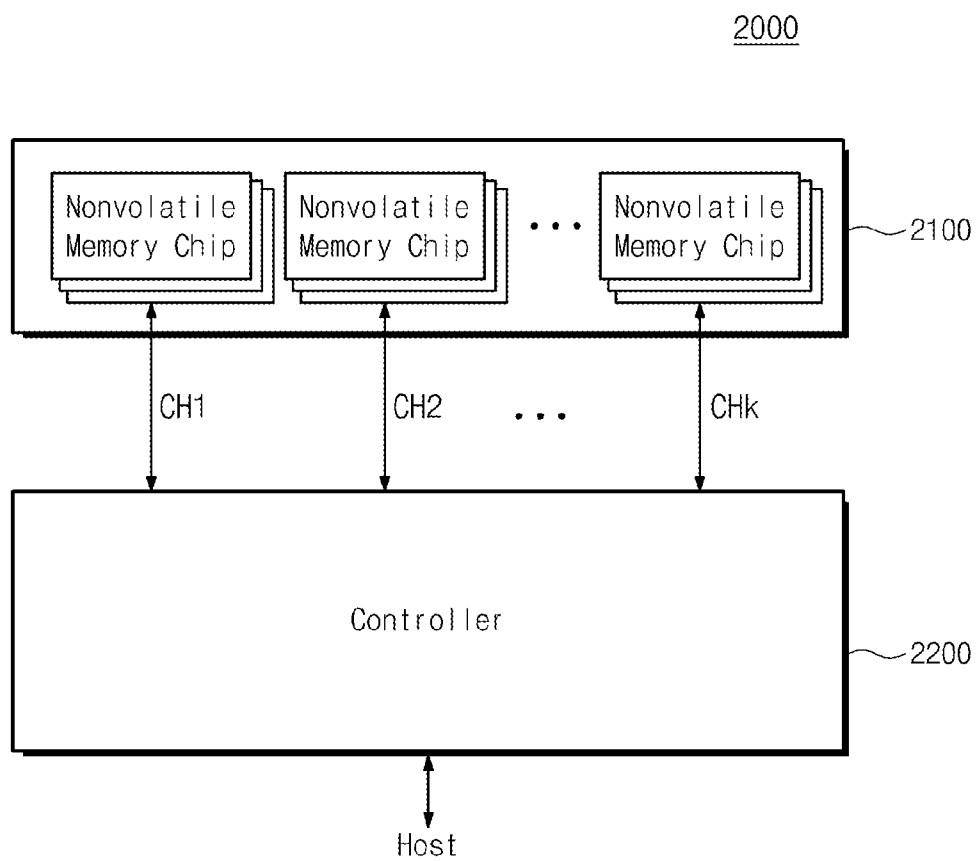 2000
Nonvolatile
Memory Chip
Nonvolatile
Memory Chip
...
Nonvolatile
Memory Chip
2100
CH1
CH2
...
CHk
Controller
2200
Host